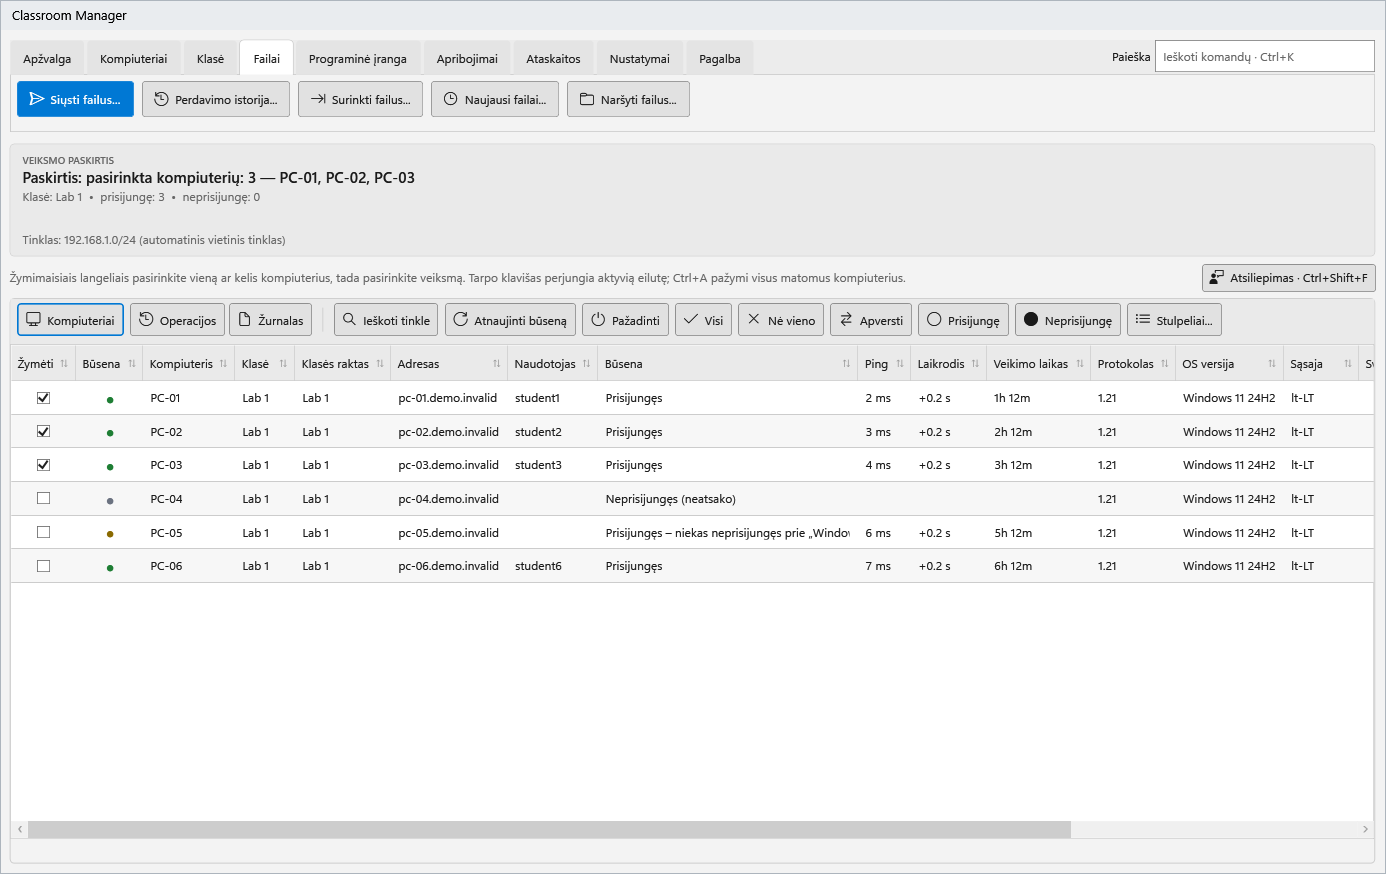 Classroom Manager
Apžvalga Kompiuteriai Klasė Failai Programinė įranga Apribojimai Ataskaitos Nustatymai Pagalba Paieška Ieškoti komandų · Ctrl+K
Siųsti failus... Perdavimo istorija... Surinkti failus... Naujausi failai... Naršyti failus...
VEIKSMO PASKIRTIS
Paskirtis: pasirinkta kompiuterių: 3 — PC-01, PC-02, PC-03
Klasė: Lab 1 • prisijungę: 3 • neprisijungę: 0
Tinklas: 192.168.1.0/24 (automatinis vietinis tinklas)
Žymimaisiais langeliais pasirinkite vieną ar kelis kompiuterius, tada pasirinkite veiksmą. Tarpo klavišas perjungia aktyvią eilutę; Ctrl+A pažymi visus matomus kompiuterius. Atsiliepimas · Ctrl+Shift+F
Kompiuteriai Operacijos Žurnalas Ieškoti tinkle Atnaujinti būseną Pažadinti Visi Nė vieno Apversti Prisijungę Neprisijungę Stulpeliai...
Žymėti Būsena Kompiuteris Klasė Klasės raktas Adresas Naudotojas Būsena Ping Laikrodis Veikimo laikas Protokolas OS versija Sąsaja
PC-01 Lab 1 Lab 1 pc-01.demo.invalid student1 Prisijungęs 2 ms +0.2 s 1h 12m 1.21 Windows 11 24H2 lt-LT
PC-02 Lab 1 Lab 1 pc-02.demo.invalid student2 Prisijungęs 3 ms +0.2 s 2h 12m 1.21 Windows 11 24H2 lt-LT
PC-03 Lab 1 Lab 1 pc-03.demo.invalid student3 Prisijungęs 4 ms +0.2 s 3h 12m 1.21 Windows 11 24H2 lt-LT
PC-04 Lab 1 Lab 1 pc-04.demo.invalid Neprisijungęs (neatsako) 1.21 Windows 11 24H2 lt-LT
PC-05 Lab 1 Lab 1 pc-05.demo.invalid Prisijungęs – niekas neprisijungęs prie 6 ms +0.2 s 5h 12m 1.21 Windows 11 24H2 lt-LT
PC-06 Lab 1 Lab 1 pc-06.demo.invalid student6 Prisijungęs 7 ms +0.2 s 6h 12m 1.21 Windows 11 24H2 lt-LT